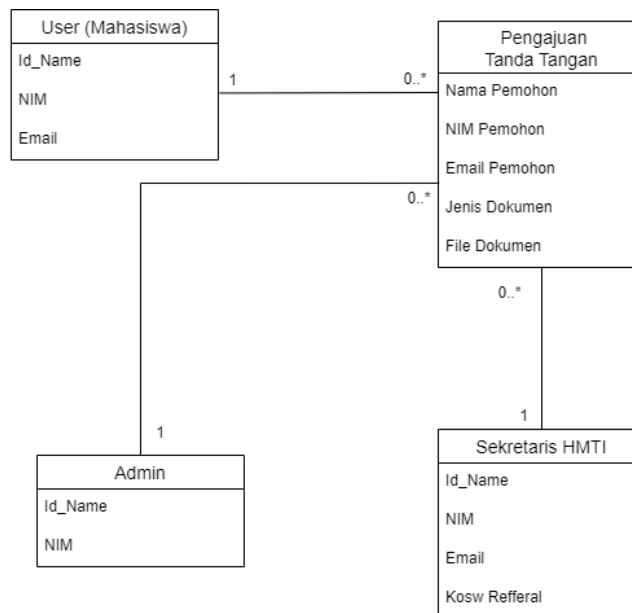 User (Mahasiswa)
Id_Name
NIM
Email
1
0..*
Pengajuan
Tanda Tangan
Nama Pemohon
NIM Pemohon
Email Pemohon
Jenis Dokumen
File Dokumen
0..*
0..*
1
1
Admin
Id_Name
NIM
Sekretaris HMTI
Id_Name
NIM
Email
Kosw Refferal